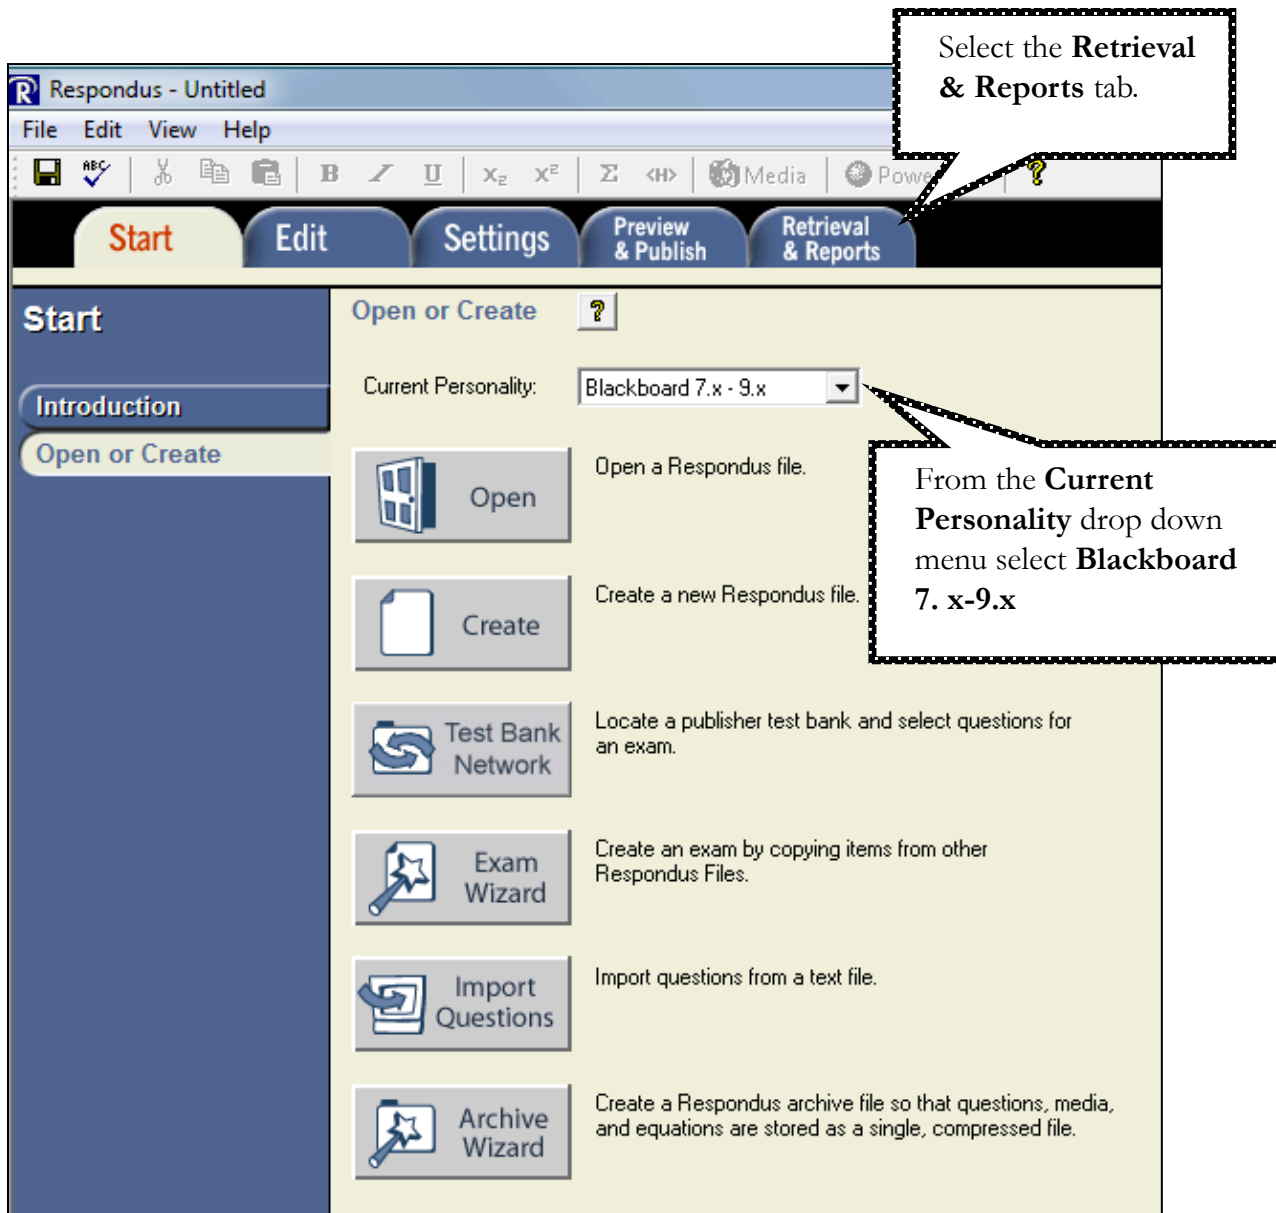 Select the Retrieval
& Reports tab.
Respondus - Untitled
File Edit View Help
ABC B I U X₂ X² Σ <H> Media Powe ?
Start Edit Settings Preview & Publish Retrieval & Reports
Start
Introduction
Open or Create
Open or Create ?
Current Personality: Blackboard 7.x - 9.x
From the Current
Personality drop down
menu select Blackboard
7. x-9.x
Open
Open a Respondus file.
Create
Create a new Respondus file.
Test Bank
Network
Locate a publisher test bank and select questions for
an exam.
Exam
Wizard
Create an exam by copying items from other
Respondus Files.
Import
Questions
Import questions from a text file.
Archive
Wizard
Create a Respondus archive file so that questions, media,
and equations are stored as a single, compressed file.